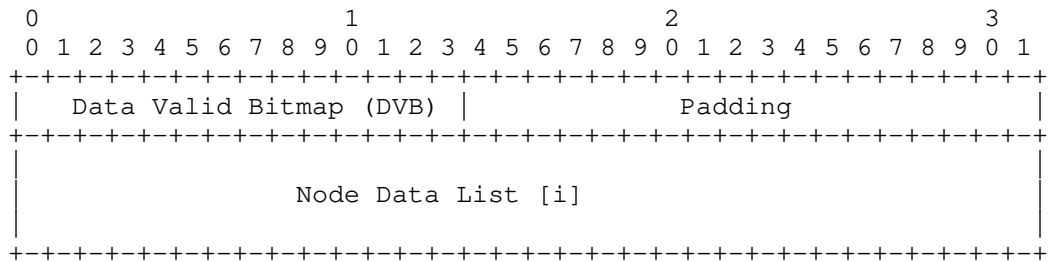 0                   1                   2                   3
0 1 2 3 4 5 6 7 8 9 0 1 2 3 4 5 6 7 8 9 0 1 2 3 4 5 6 7 8 9 0 1
+-+-+-+-+-+-+-+-+-+-+-+-+-+-+-+-+-+-+-+-+-+-+-+-+-+-+-+-+-+-+-+-+
|   Data Valid Bitmap (DVB)  |             Padding               |
+-+-+-+-+-+-+-+-+-+-+-+-+-+-+-+-+-+-+-+-+-+-+-+-+-+-+-+-+-+-+-+-+
|                                                               |
|                 Node Data List [i]                            |
|                                                               |
+-+-+-+-+-+-+-+-+-+-+-+-+-+-+-+-+-+-+-+-+-+-+-+-+-+-+-+-+-+-+-+-+